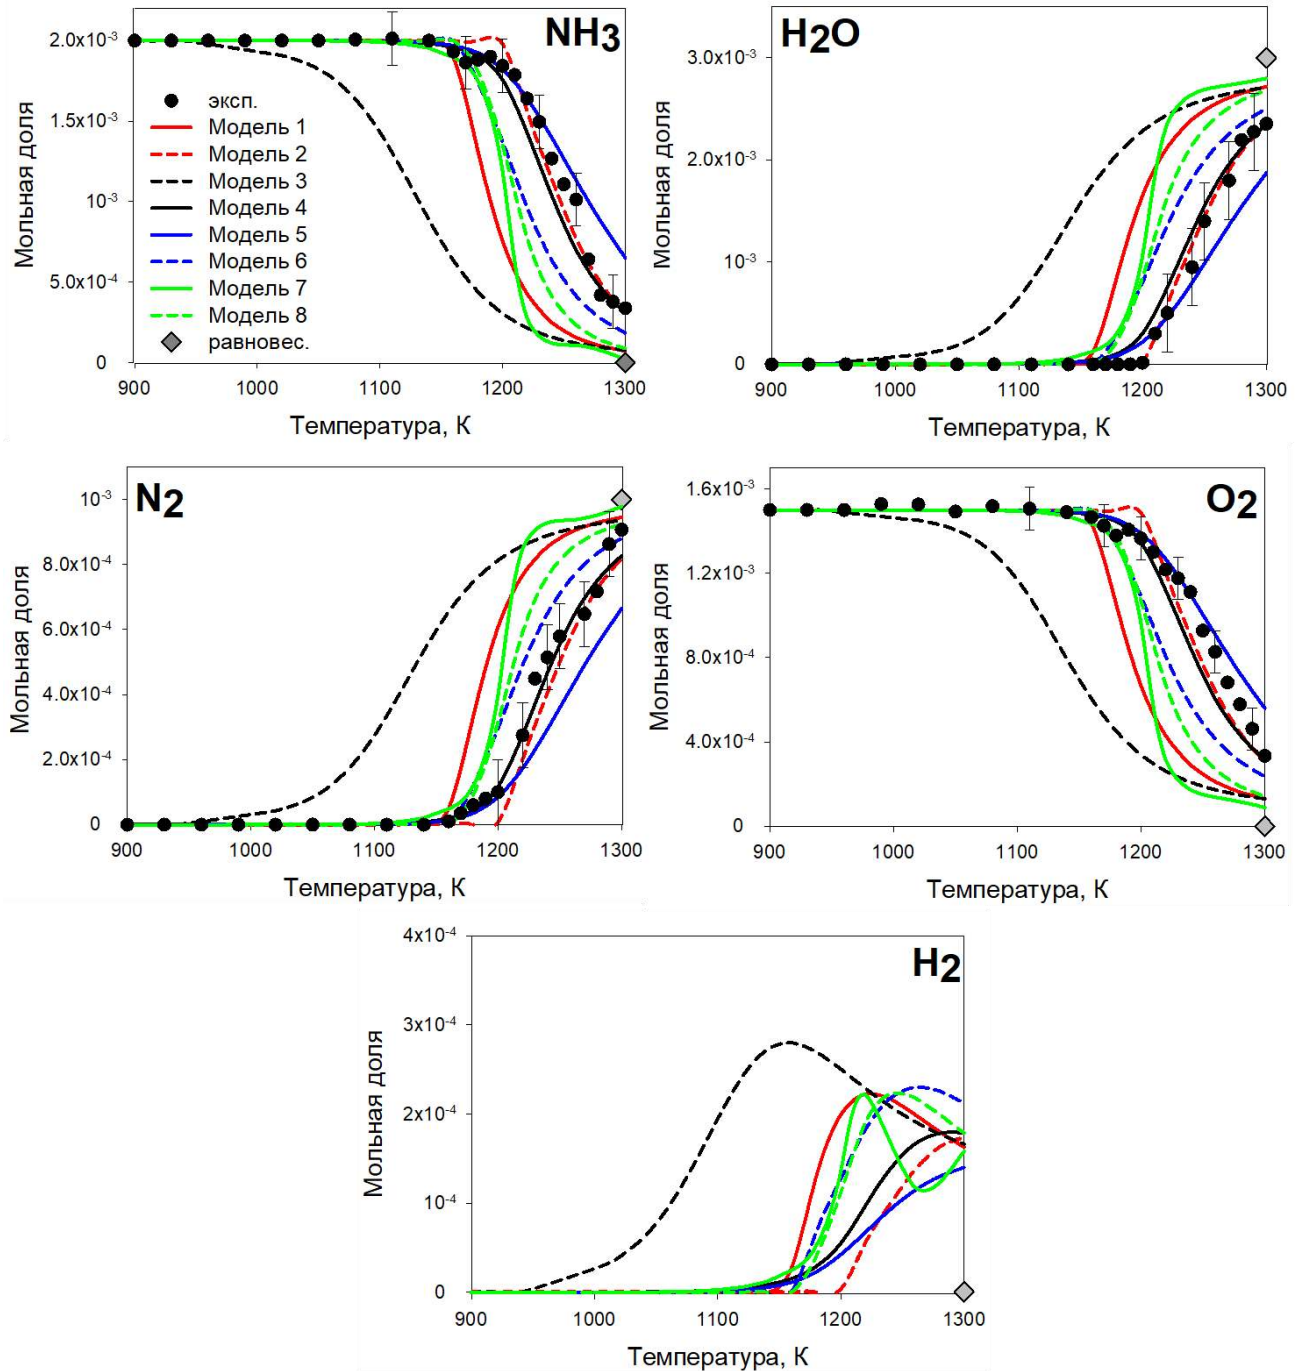 NH3
Мольная доля
2.0x10-3
1.5x10-3
10-3
5.0x10-4
0
эксп.
Модель 1
Модель 2
Модель 3
Модель 4
Модель 5
Модель 6
Модель 7
Модель 8
равновес.
900 1000 1100 1200 1300
Температура, К
H2O
Мольная доля
3.0x10-3
2.0x10-3
10-3
0
900 1000 1100 1200 1300
Температура, К
N2
Мольная доля
10-3
8.0x10-4
6.0x10-4
4.0x10-4
2.0x10-4
0
900 1000 1100 1200 1300
Температура, К
O2
Мольная доля
1.6x10-3
1.2x10-3
8.0x10-4
4.0x10-4
0
900 1000 1100 1200 1300
Температура, К
H2
Мольная доля
4x10-4
3x10-4
2x10-4
10-4
0
900 1000 1100 1200 1300
Температура, К